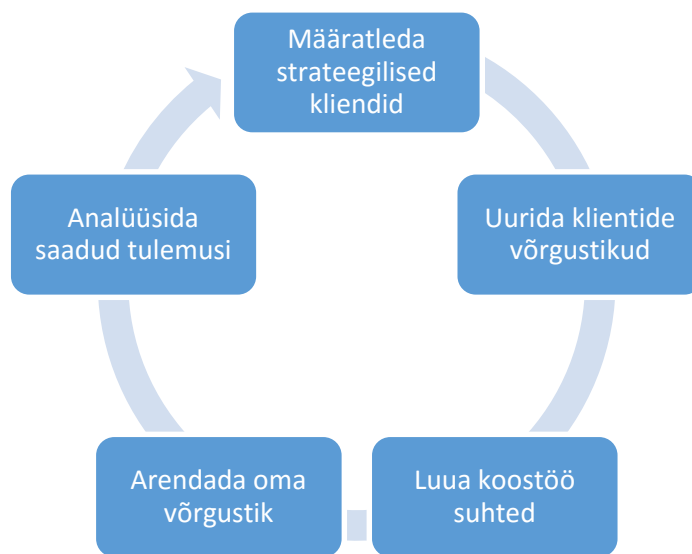 Määratleda
strateegilised
kliendid
Uurida klientide
võrgustikud
Luua koostöö
suhted
Arendada oma
võrgustik
Analüüsida
saadud tulemusi